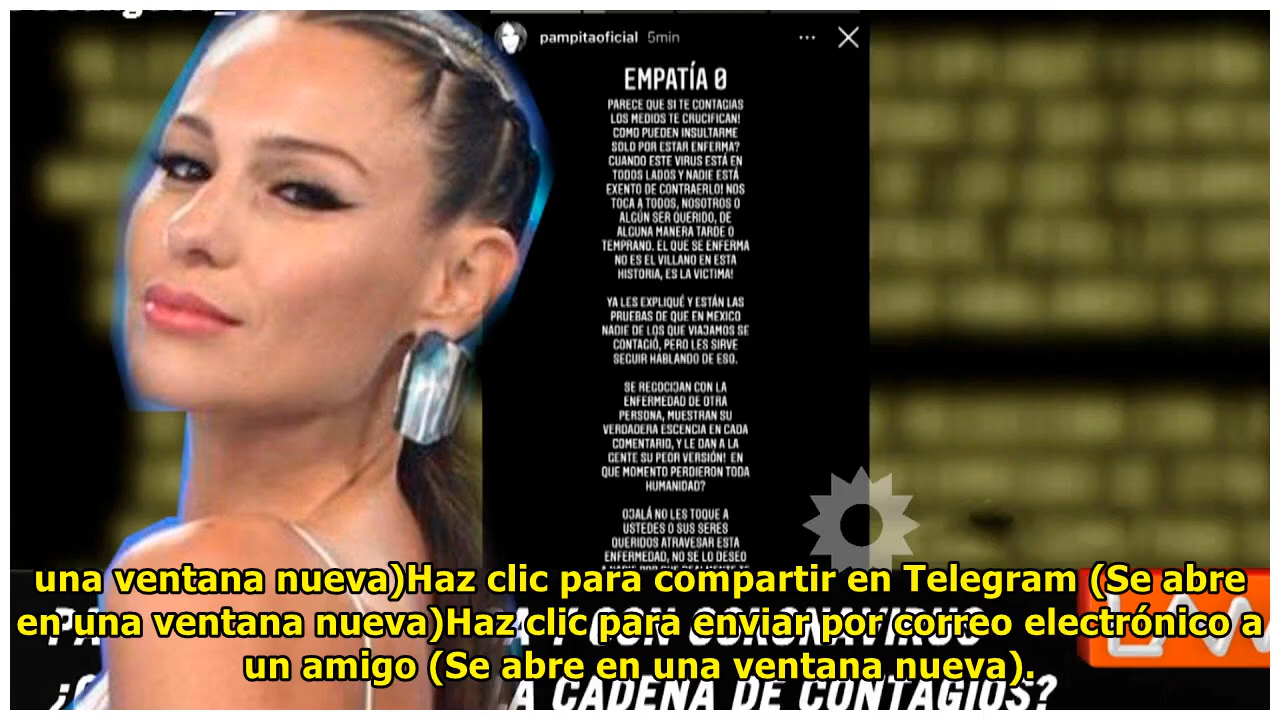 pampitaoficial 5min
EMPATÍA 0
PARECE QUE SI TE CONTAGIAS
LOS MEDIOS TE CRUCIFICAN!
COMO PUEDEN INSULTARME
SOLO POR ESTAR ENFERMA?
CUANDO ESTE VIRUS ESTÁ EN
TODOS LADOS Y NADIE ESTÁ
EXENTO DE CONTRAERLO! NOS
TOCA A TODOS, NOSOTROS O
ALGÚN SER QUERIDO, DE
ALGUNA MANERA TARDE O
TEMPRANO. EL QUE SE ENFERMA
NO ES EL VILLANO EN ESTA
HISTORIA, ES LA VICTIMA!
YA LES EXPLIQUÉ Y ESTÁN LAS
PRUEBAS DE QUE EN MEXICO
NADIE DE LOS QUE VIAJAMOS SE
CONTAGIÓ, PERO LES SIRVE
SEGUIR HABLANDO DE ESO.
SE REGOCIJAN CON LA
ENFERMEDAD DE OTRA
PERSONA, MUESTRAN SU
VERDADERA ESCENCIA EN CADA
COMENTARIO, Y LE DAN A LA
GENTE SU PEOR VERSIÓN! EN
QUE MOMENTO PERDIERON TODA
HUMANIDAD?
OJALÁ NO LES TOQUE A
USTEDES O SUS SERES
QUERIDOS ATRAVESAR ESTA
ENFERMEDAD, NO SE LO DESEO
una ventana nueva)Haz clic para compartir en Telegram (Se abre
en una ventana nueva)Haz clic para enviar por correo electrónico a
un amigo (Se abre en una ventana nueva).
CON CORONAVIRUS
A CADENA DE CONTAGIOS?